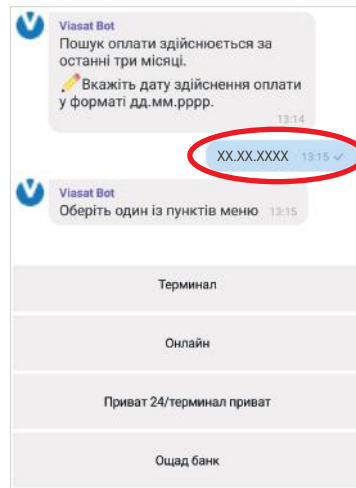 Viasat Bot
Пошук оплати здійснюється за
останні три місяці.
Вкажіть дату здійснення оплати
у форматі дд.мм.рррр.
13:14
XX.XX.XXXX 13:15
Viasat Bot
Оберіть один із пунктів меню 13:15
Терминал
Онлайн
Приват 24/терминал приват
Ощад банк